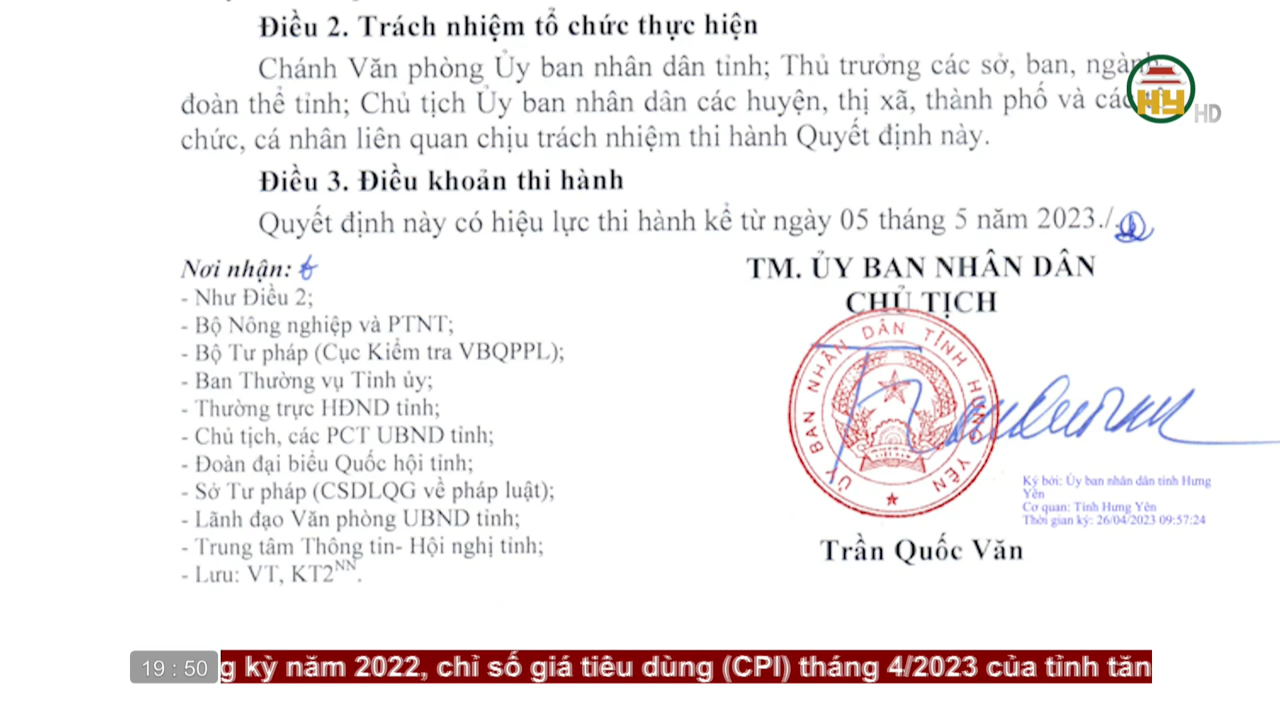 Điều 2. Trách nhiệm tổ chức thực hiện
Chánh Văn phòng Ủy ban nhân dân tỉnh; Thủ trưởng các sở, ban, ngành,
đoàn thể tỉnh; Chủ tịch Ủy ban nhân dân các huyện, thị xã, thành phố và các
chức, cá nhân liên quan chịu trách nhiệm thi hành Quyết định này.
HY HD
Điều 3. Điều khoản thi hành
Quyết định này có hiệu lực thi hành kể từ ngày 05 tháng 5 năm 2023./.
Nơi nhận:
- Như Điều 2;
- Bộ Nông nghiệp và PTNT;
- Bộ Tư pháp (Cục Kiểm tra VBQPPL);
- Ban Thường vụ Tỉnh ủy;
- Thường trực HĐND tỉnh;
- Chủ tịch, các PCT UBND tỉnh;
- Đoàn đại biểu Quốc hội tỉnh;
- Sở Tư pháp (CSDLQG về pháp luật);
- Lãnh đạo Văn phòng UBND tỉnh;
- Trung tâm Thông tin- Hội nghị tỉnh;
- Lưu: VT, KT2NN.
TM. ỦY BAN NHÂN DÂN
CHỦ TỊCH
ỦY BAN NHÂN DÂN TỈNH HƯNG YÊN
Ký bởi: Ủy ban nhân dân tỉnh Hưng
Yên
Cơ quan: Tỉnh Hưng Yên
Thời gian ký: 26/04/2023 09:57:24
Trần Quốc Văn
19 : 50
g kỳ năm 2022, chỉ số giá tiêu dùng (CPI) tháng 4/2023 của tỉnh tăn